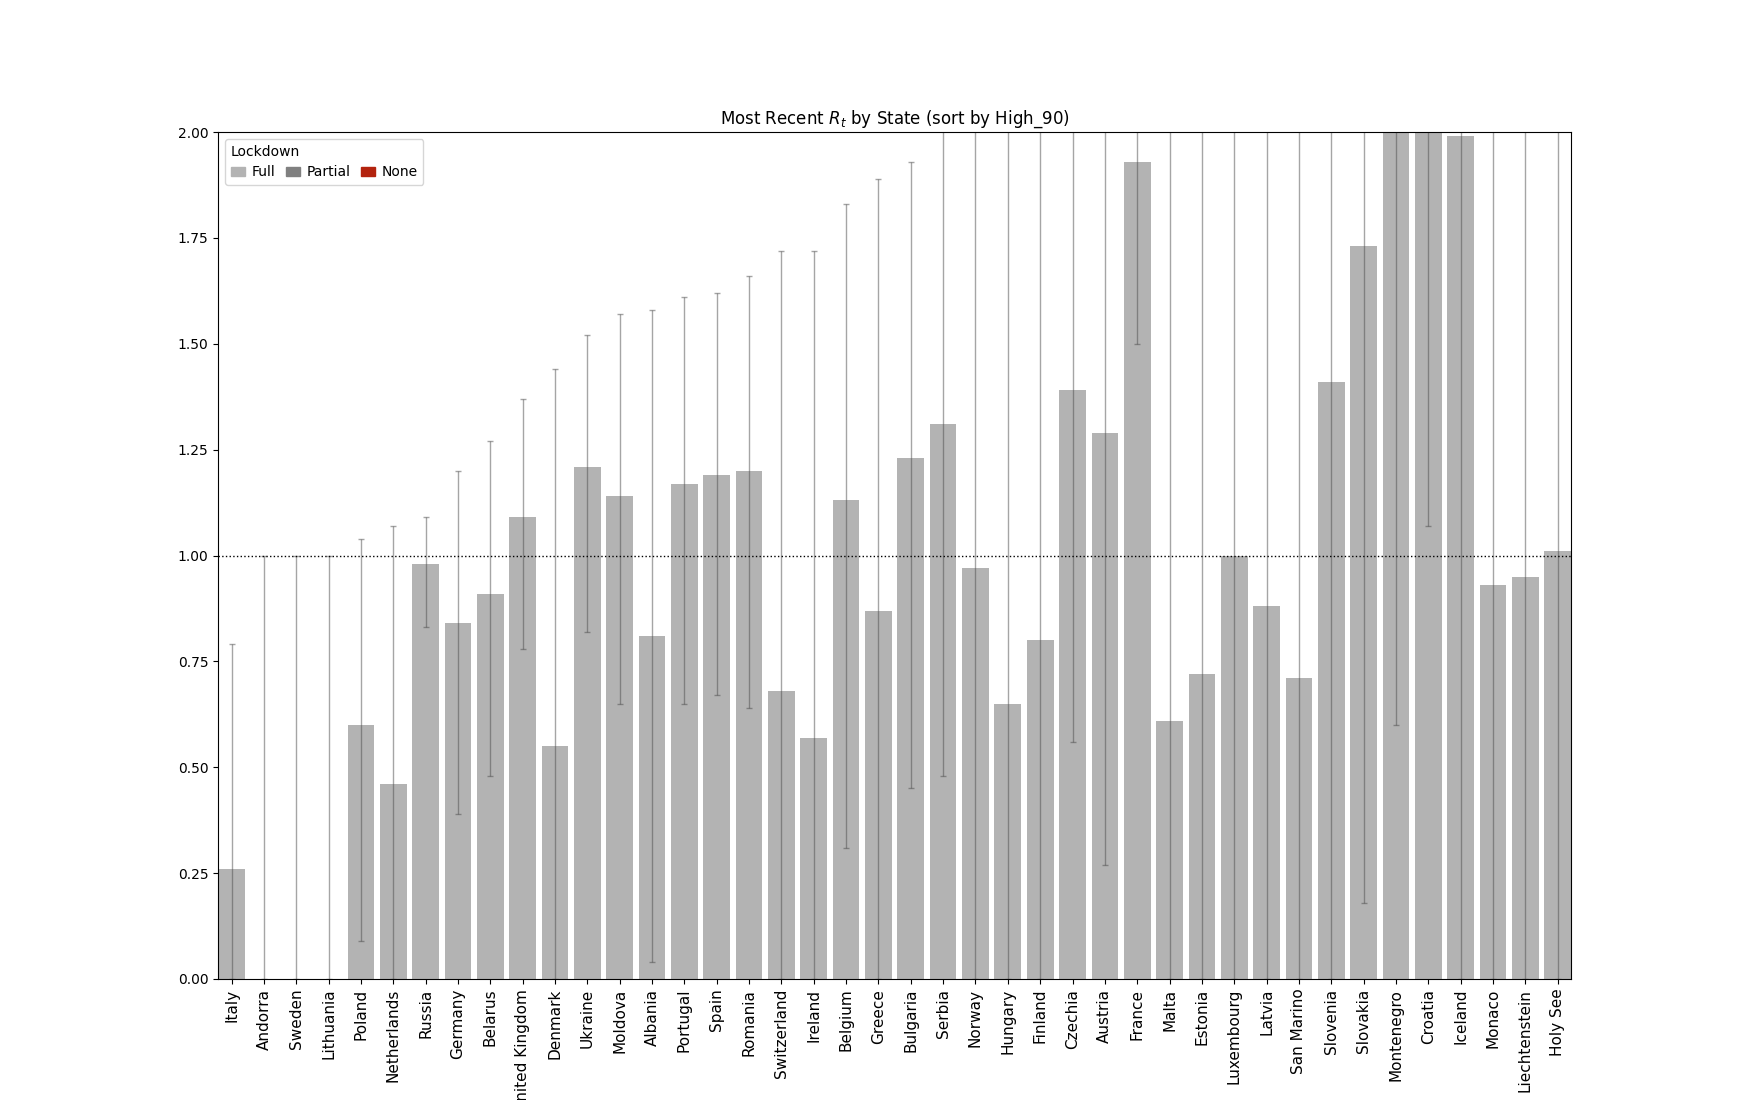 Most Recent R_t by State (sort by High_90)
Lockdown
Full Partial None
2.00
1.75
1.50
1.25
1.00
0.75
0.50
0.25
0.00
Italy
Andorra
Sweden
Lithuania
Poland
Netherlands
Russia
Germany
Belarus
nited Kingdom
Denmark
Ukraine
Moldova
Albania
Portugal
Spain
Romania
Switzerland
Ireland
Belgium
Greece
Bulgaria
Serbia
Norway
Hungary
Finland
Czechia
Austria
France
Malta
Estonia
Luxembourg
Latvia
San Marino
Slovenia
Slovakia
Montenegro
Croatia
Iceland
Monaco
Liechtenstein
Holy See